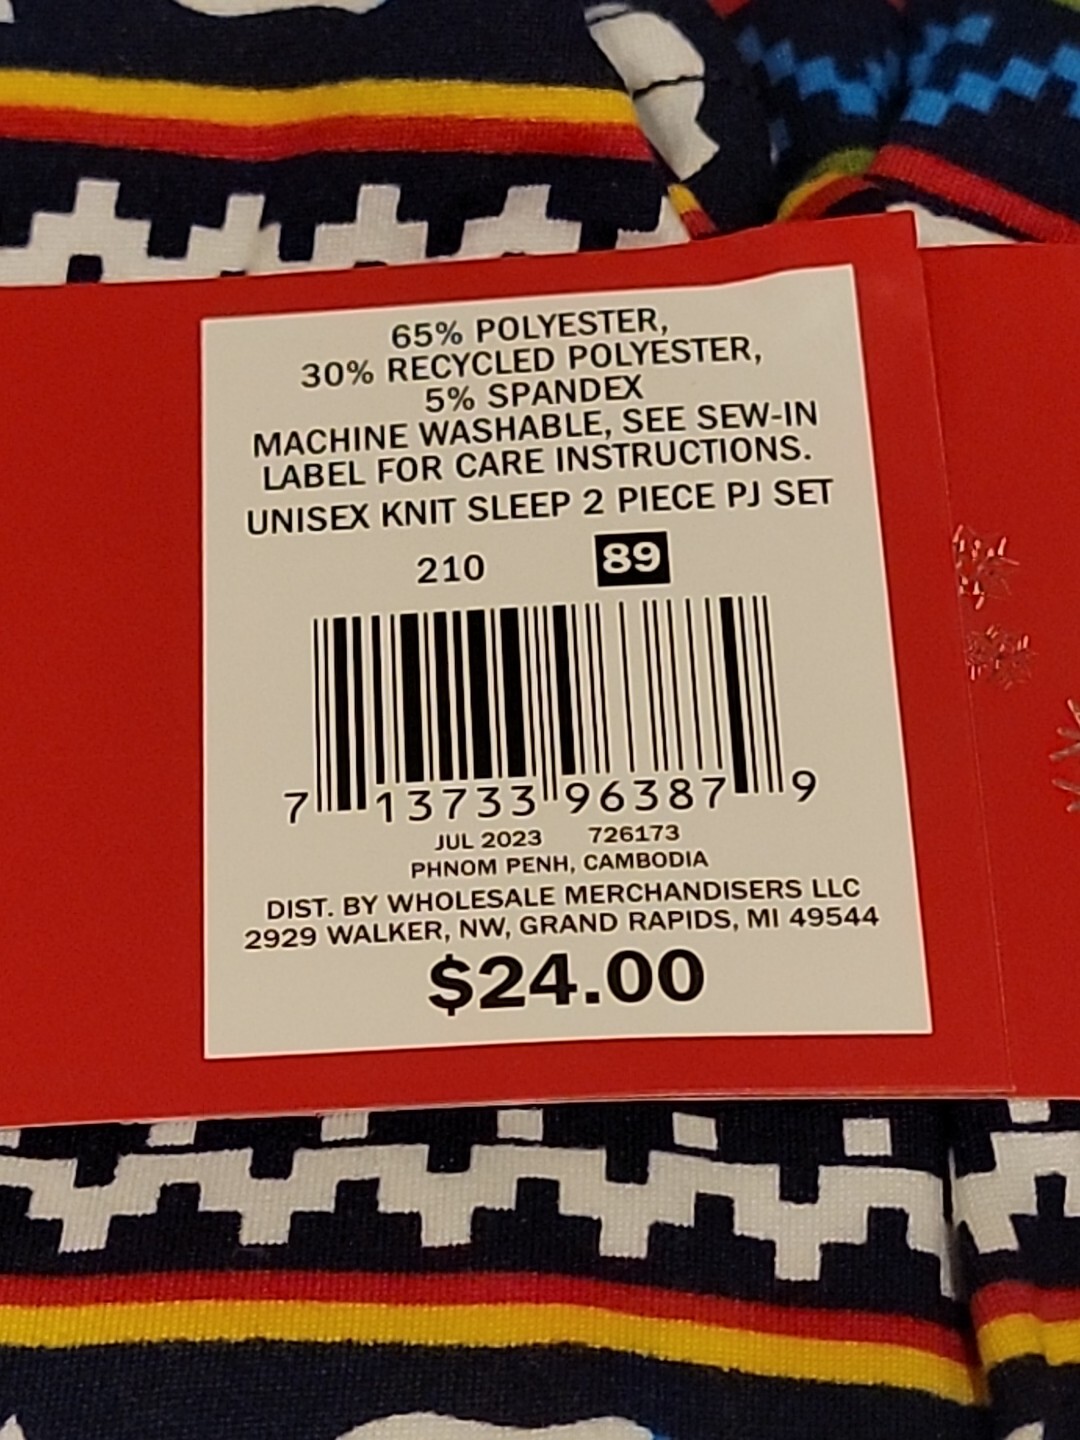 65% POLYESTER,
30% RECYCLED POLYESTER,
5% SPANDEX
MACHINE WASHABLE, SEE SEW-IN
LABEL FOR CARE INSTRUCTIONS.
UNISEX KNIT SLEEP 2 PIECE PJ SET
210 89
7 13733 96387 9
JUL 2023 726173
PHNOM PENH, CAMBODIA
DIST. BY WHOLESALE MERCHANDISERS LLC
2929 WALKER, NW, GRAND RAPIDS, MI 49544
$24.00